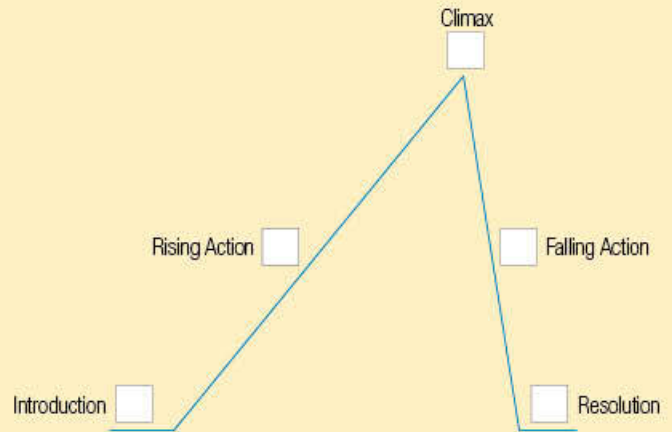 Climax
Rising Action
Falling Action
Introduction
Resolution